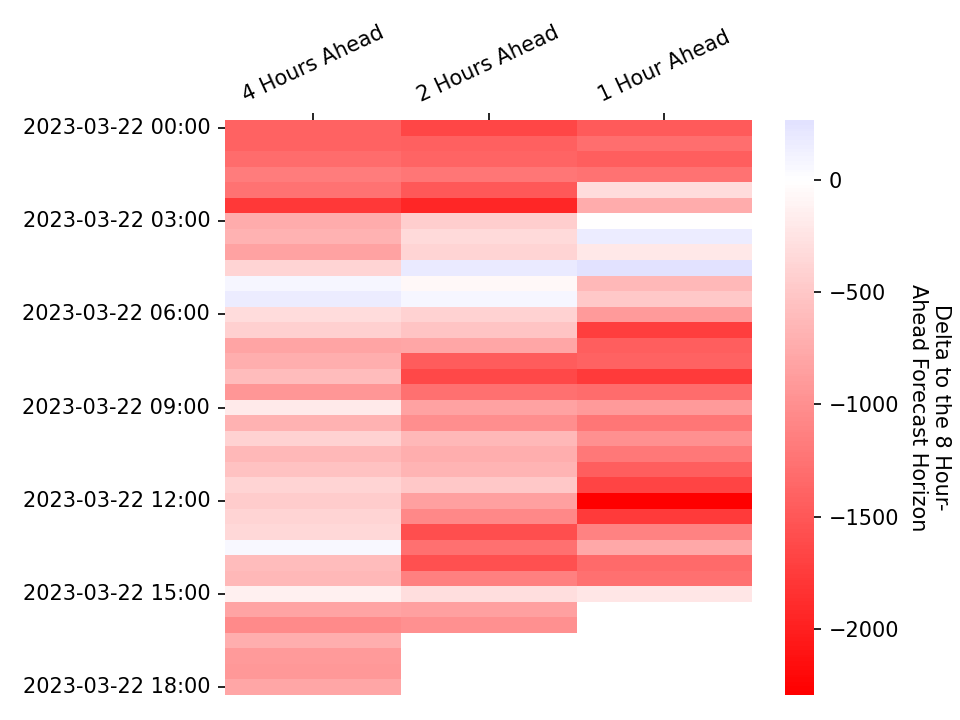 4 Hours Ahead
2 Hours Ahead
1 Hour Ahead
2023-03-22 00:00
2023-03-22 03:00
2023-03-22 06:00
2023-03-22 09:00
2023-03-22 12:00
2023-03-22 15:00
2023-03-22 18:00
0
−500
−1000
−1500
−2000
Delta to the 8 Hour-
Ahead Forecast Horizon